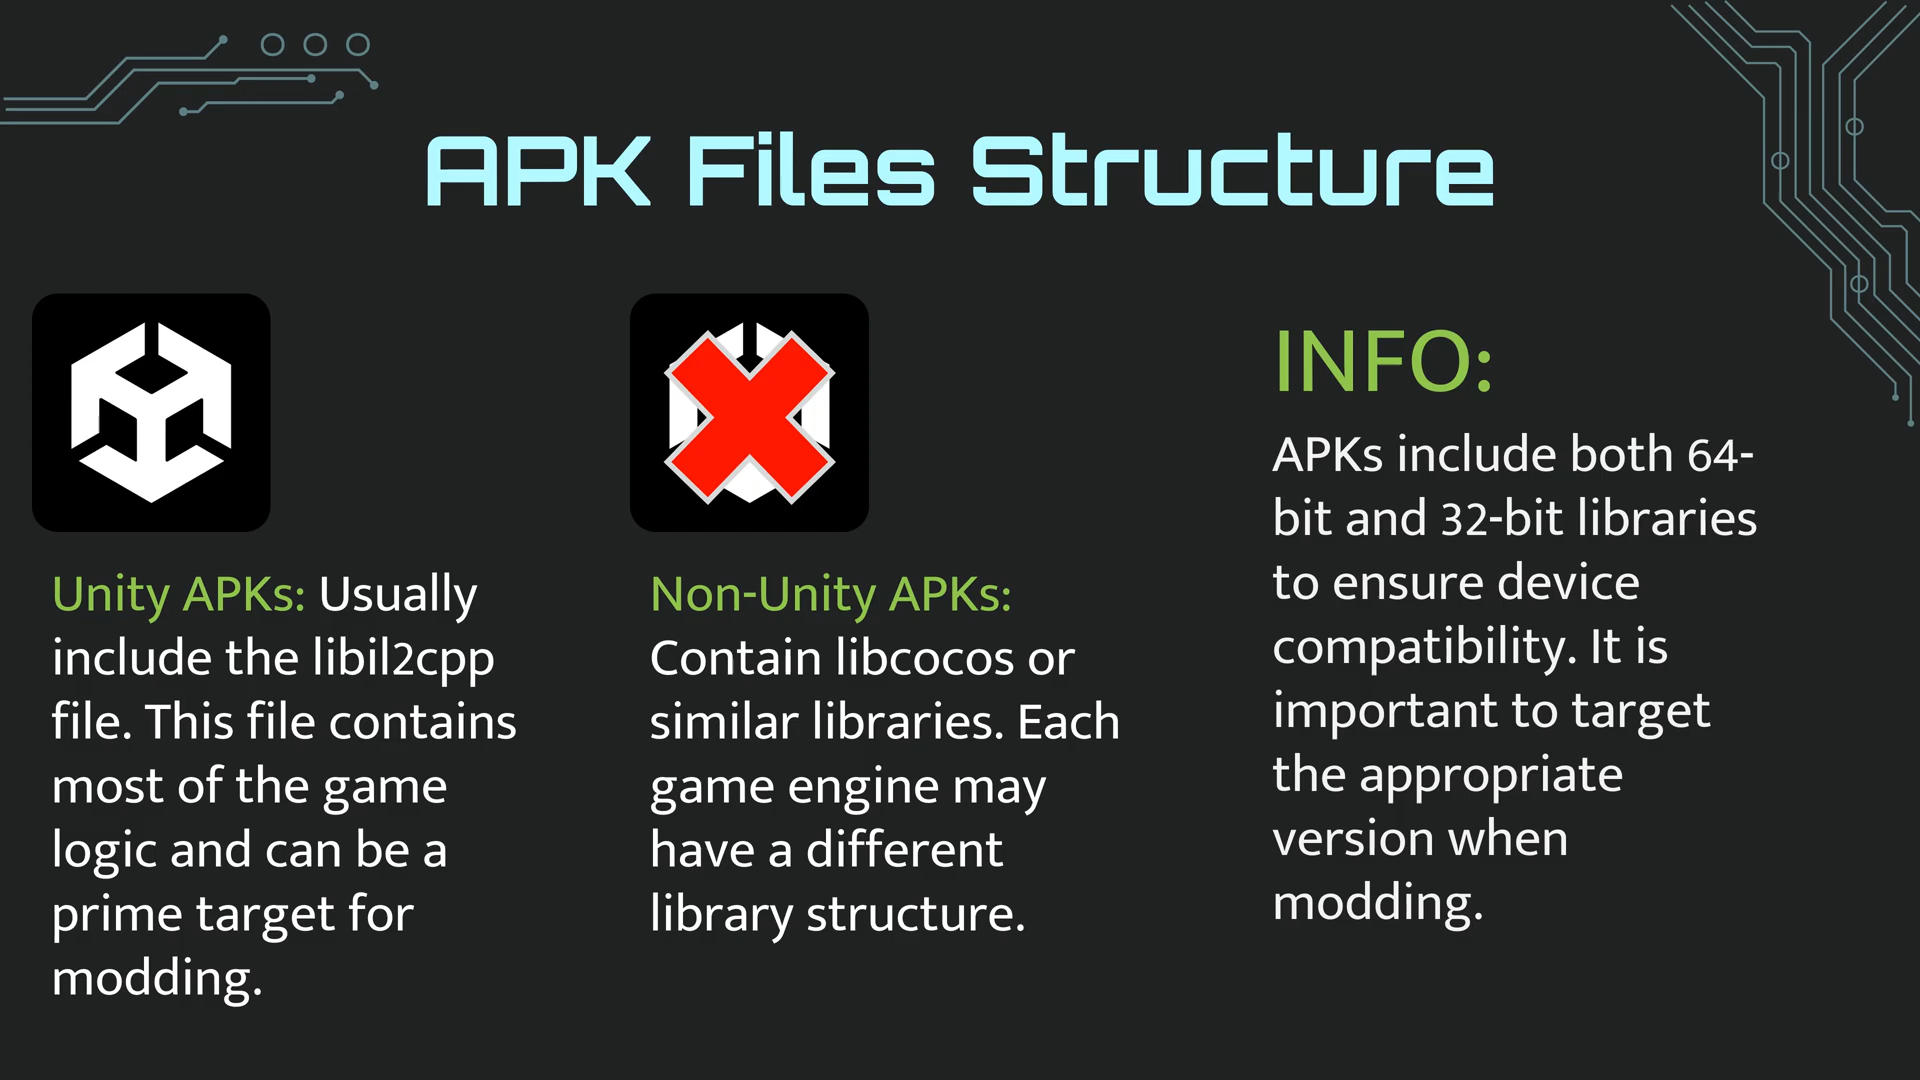 APK Files Structure
Unity APKs: Usually
include the libil2cpp
file. This file contains
most of the game
logic and can be a
prime target for
modding.
Non-Unity APKs:
Contain libcocos or
similar libraries. Each
game engine may
have a different
library structure.
INFO:
APKs include both 64-
bit and 32-bit libraries
to ensure device
compatibility. It is
important to target
the appropriate
version when
modding.